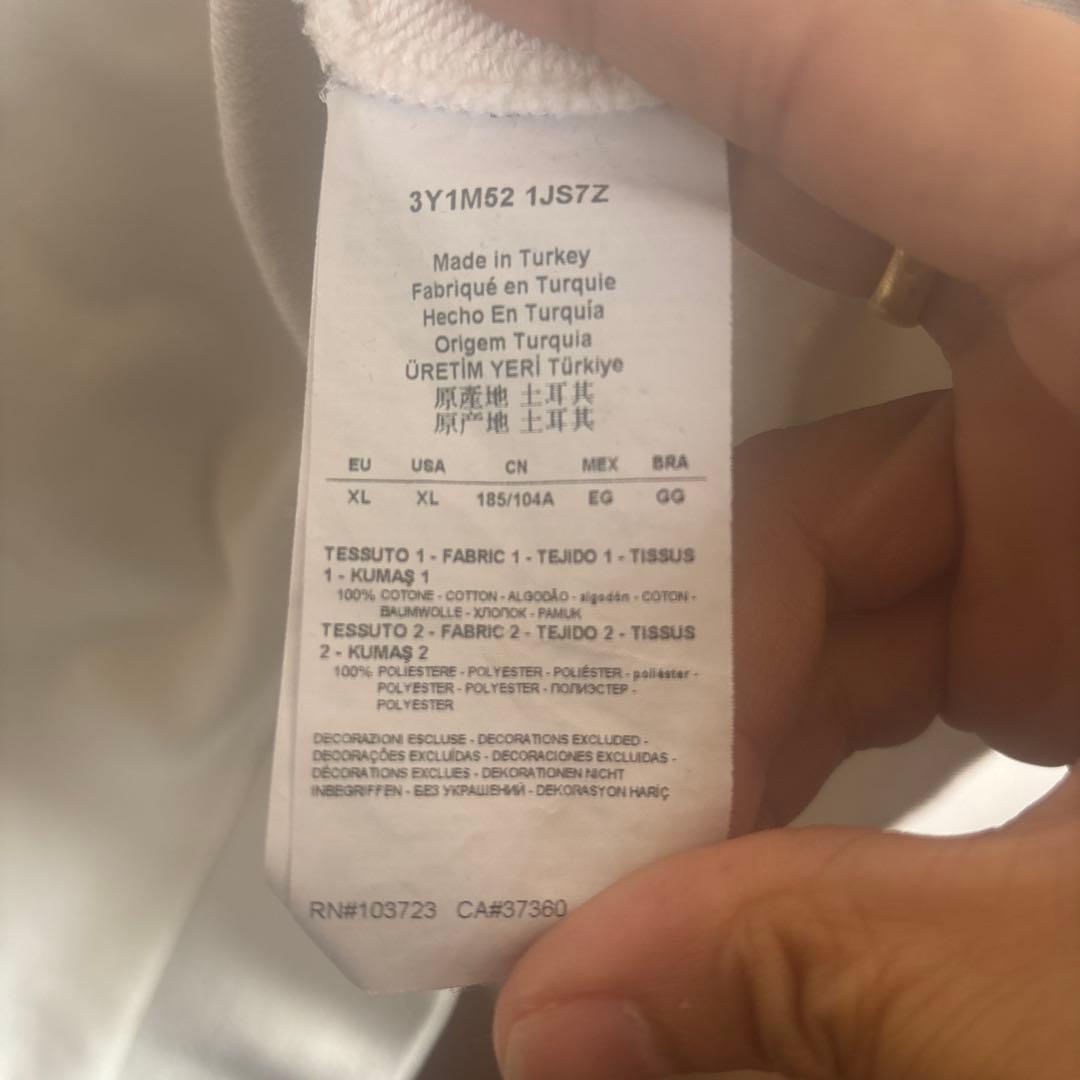 3Y1M52 1JS7Z
Made in Turkey
Fabriqué en Turquie
Hecho En Turquía
Origem Turquia
ÜRETİM YERİ Türkiye
原產地 土耳其
原产地 土耳其
EU USA CN MEX BRA
XL XL 185/104A EG GG
TESSUTO 1 - FABRIC 1 - TEJIDO 1 - TISSUS
1 - KUMAŞ 1
100% COTONE - COTTON - ALGODÃO - algodón - COTON -
BAUMWOLLE - ХЛОПОК - PAMUK
TESSUTO 2 - FABRIC 2 - TEJIDO 2 - TISSUS
2 - KUMAŞ 2
100% POLIESTERE - POLYESTER - POLIÉSTER - poliéster -
POLYESTER - POLYESTER - ПОЛИЭСТЕР -
POLYESTER
DECORAZIONI ESCLUSE - DECORATIONS EXCLUDED -
DECORAÇÕES EXCLUÍDAS - DECORACIONES EXCLUIDAS -
DÉCORATIONS EXCLUES - DEKORATIONEN NICHT
INBEGRIFFEN - БЕЗ УКРАШЕНИЙ - DEKORASYON HARİÇ
RN#103723 CA#37360